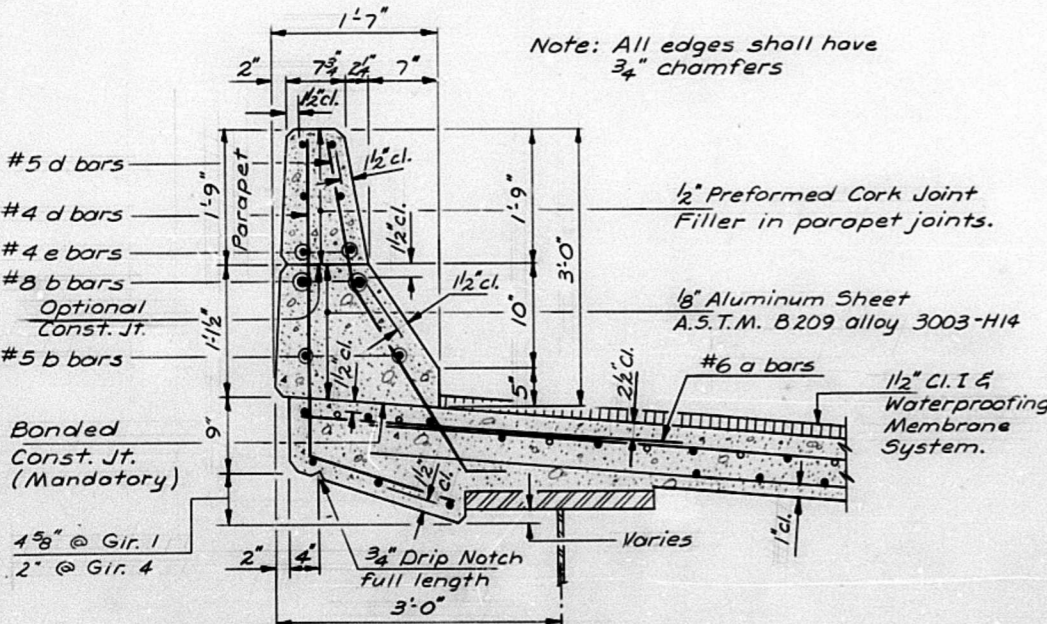 1'-7"
Note: All edges shall have
3/4" chamfers
2" 7 3/4" 2 1/4" 7"
1 1/2" cl.
#5 d bars
#4 d bars
#4 e bars
#8 b bars
Optional
Const. Jt.
#5 b bars
Bonded
Const. Jt.
(Mandatory)
4 5/8" @ Gir. 1
2" @ Gir. 4
1'-9"
Parapet
1'-1 1/2"
9"
1 1/2" cl.
1 1/2" cl.
1 1/2" cl.
1 1/2" cl.
1 1/2" cl.
1'-9"
10"
5"
3'-0"
1/2" Preformed Cork Joint
Filler in parapet joints.
1/8" Aluminum Sheet
A.S.T.M. B209 alloy 3003-H14
2 1/2" Cl.
#6 a bars
1 1/2" Cl. I &
Waterproofing
Membrane
System.
1" cl.
Varies
2" 4"
3/4" Drip Notch
full length
3'-0"